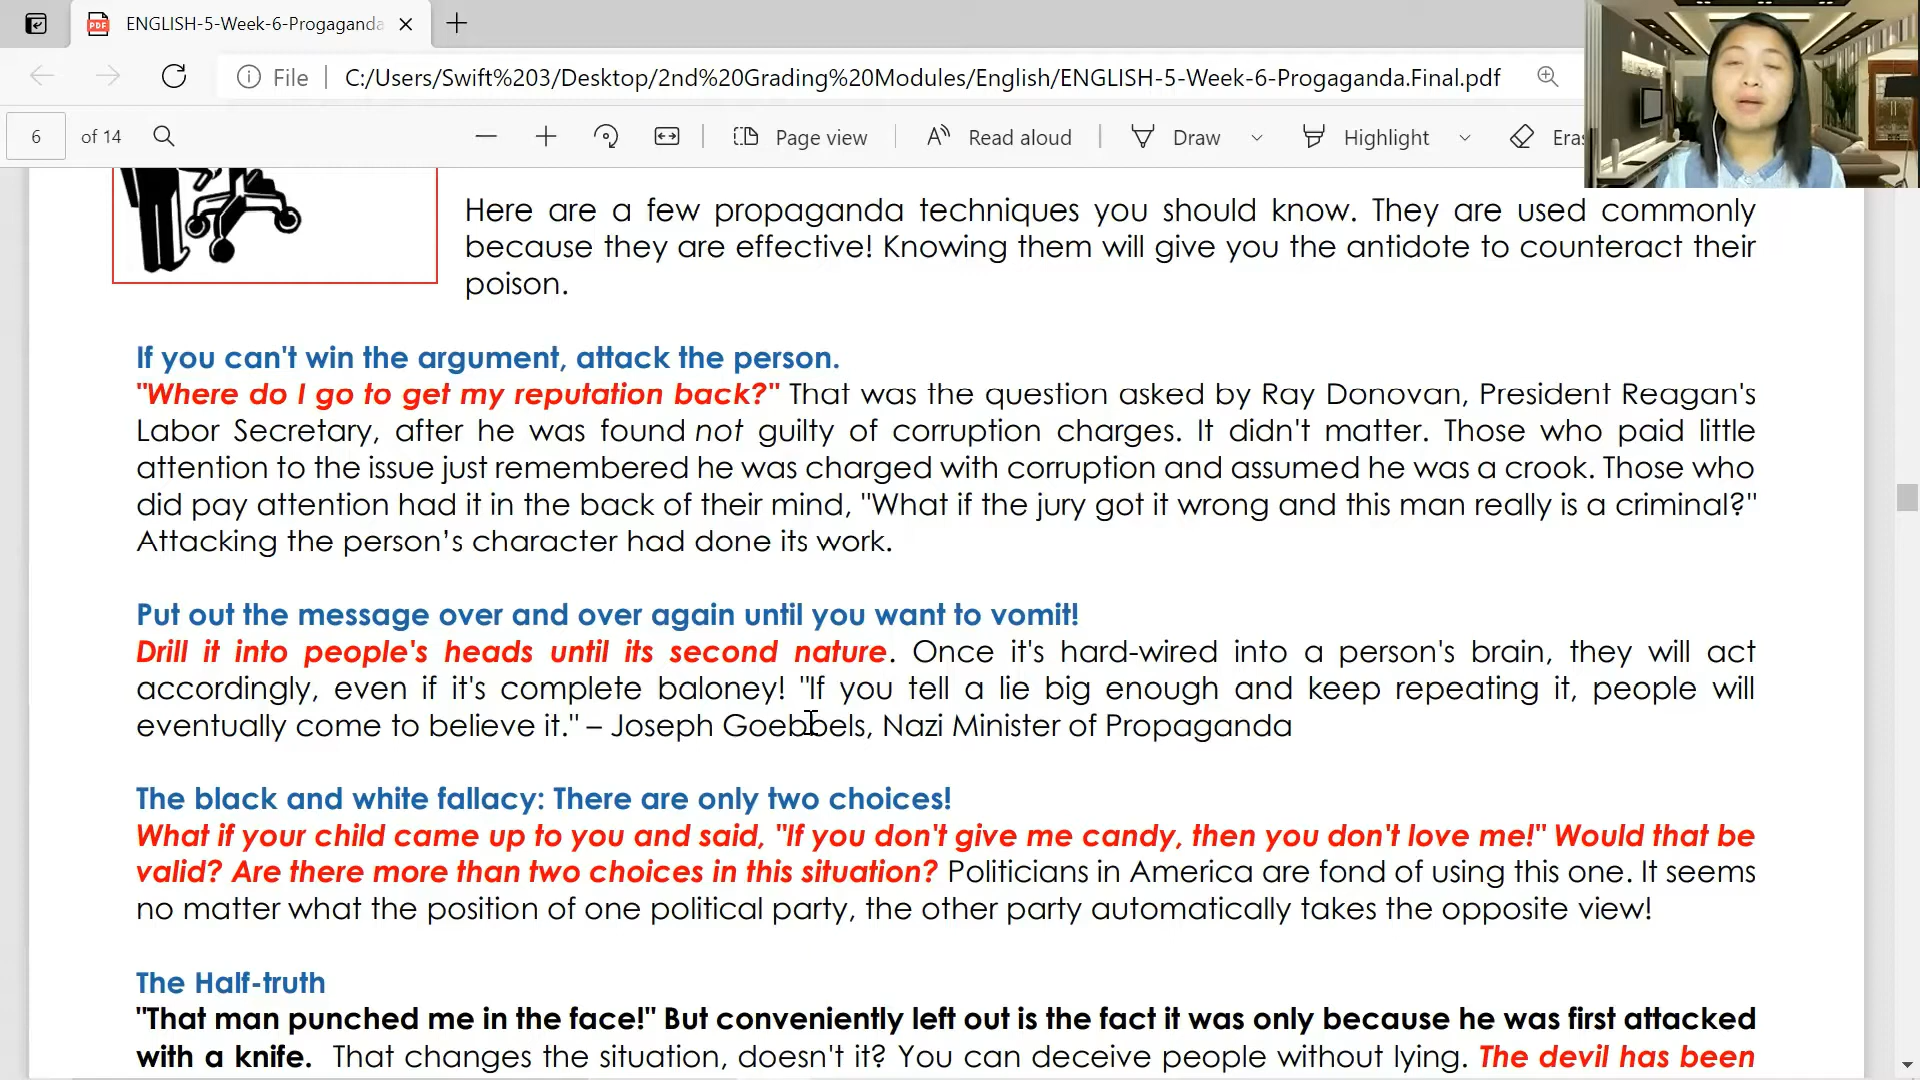 ENGLISH-5-Week-6-Progaganda
File
C:/Users/Swift%203/Desktop/2nd%20Grading%20Modules/English/ENGLISH-5-Week-6-Progaganda.Final.pdf
6 of 14
Page view
Read aloud
Draw
Highlight
Eras
Here are a few propaganda techniques you should know. They are used commonly
because they are effective! Knowing them will give you the antidote to counteract their
poison.
If you can't win the argument, attack the person.
"Where do I go to get my reputation back?" That was the question asked by Ray Donovan, President Reagan's
Labor Secretary, after he was found not guilty of corruption charges. It didn't matter. Those who paid little
attention to the issue just remembered he was charged with corruption and assumed he was a crook. Those who
did pay attention had it in the back of their mind, "What if the jury got it wrong and this man really is a criminal?"
Attacking the person’s character had done its work.
Put out the message over and over again until you want to vomit!
Drill it into people's heads until its second nature. Once it's hard-wired into a person's brain, they will act
accordingly, even if it's complete baloney! "If you tell a lie big enough and keep repeating it, people will
eventually come to believe it." – Joseph Goebbels, Nazi Minister of Propaganda
The black and white fallacy: There are only two choices!
What if your child came up to you and said, "If you don't give me candy, then you don't love me!" Would that be
valid? Are there more than two choices in this situation? Politicians in America are fond of using this one. It seems
no matter what the position of one political party, the other party automatically takes the opposite view!
The Half-truth
"That man punched me in the face!" But conveniently left out is the fact it was only because he was first attacked
with a knife. That changes the situation, doesn't it? You can deceive people without lying. The devil has been